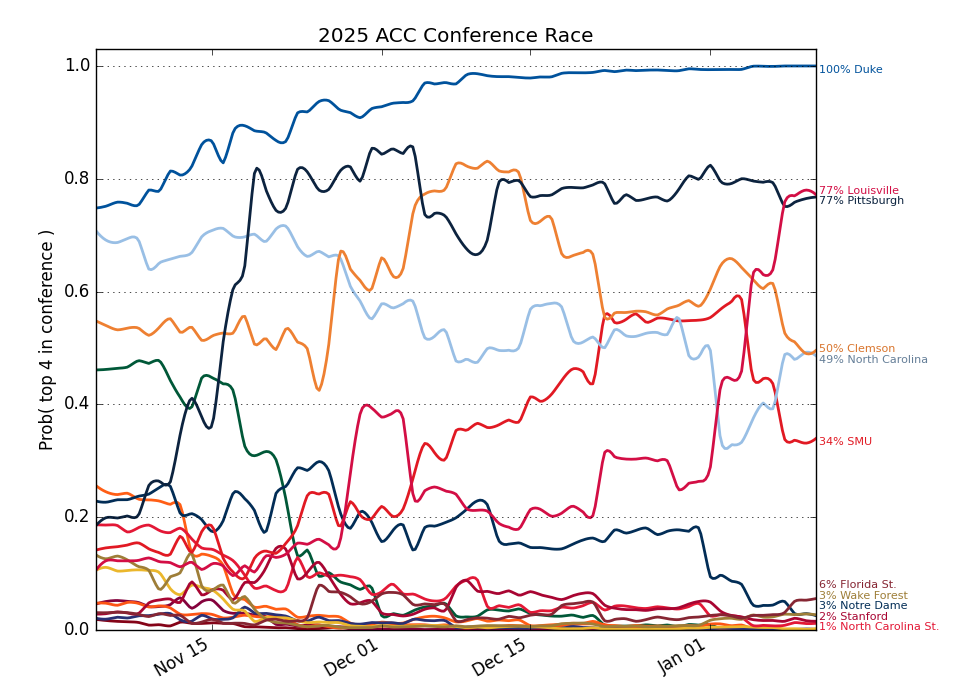 2025 ACC Conference Race
Prob( top 4 in conference )
1.0
0.8
0.6
0.4
0.2
0.0
Nov 15
Dec 01
Dec 15
Jan 01
100% Duke
77% Louisville
77% Pittsburgh
50% Clemson
49% North Carolina
34% SMU
6% Florida St.
3% Wake Forest
3% Notre Dame
2% Stanford
1% North Carolina St.